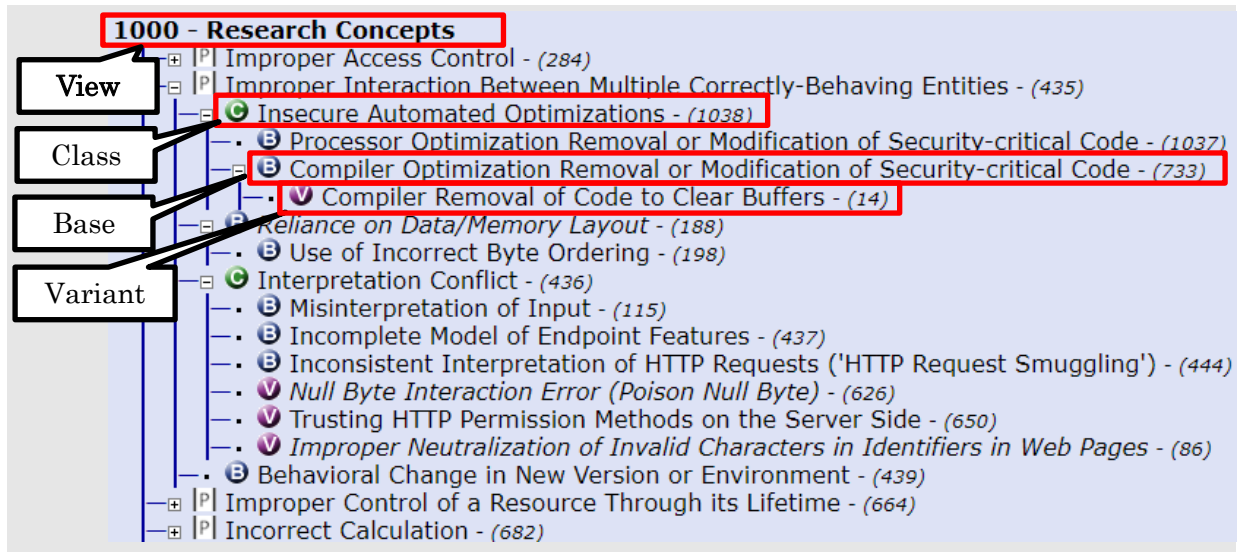 1000 - Research Concepts
P Improper Access Control - (284)
View
P Improper Interaction Between Multiple Correctly-Behaving Entities - (435)
C Insecure Automated Optimizations - (1038)
B Processor Optimization Removal or Modification of Security-critical Code - (1037)
Class
B Compiler Optimization Removal or Modification of Security-critical Code - (733)
V Compiler Removal of Code to Clear Buffers - (14)
Base
B Reliance on Data/Memory Layout - (188)
B Use of Incorrect Byte Ordering - (198)
C Interpretation Conflict - (436)
Variant
B Misinterpretation of Input - (115)
B Incomplete Model of Endpoint Features - (437)
B Inconsistent Interpretation of HTTP Requests ('HTTP Request Smuggling') - (444)
V Null Byte Interaction Error (Poison Null Byte) - (626)
V Trusting HTTP Permission Methods on the Server Side - (650)
V Improper Neutralization of Invalid Characters in Identifiers in Web Pages - (86)
B Behavioral Change in New Version or Environment - (439)
P Improper Control of a Resource Through its Lifetime - (664)
P Incorrect Calculation - (682)